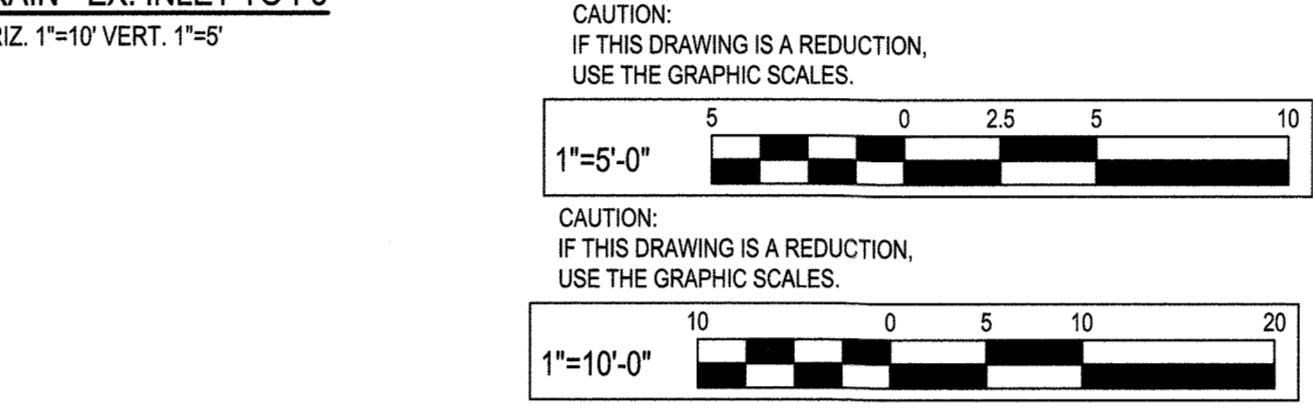 RIZ. 1"=10' VERT. 1"=5'
CAUTION:
IF THIS DRAWING IS A REDUCTION,
USE THE GRAPHIC SCALES.
5 0 2.5 5 10
1"=5'-0"
CAUTION:
IF THIS DRAWING IS A REDUCTION,
USE THE GRAPHIC SCALES.
10 0 5 10 20
1"=10'-0"